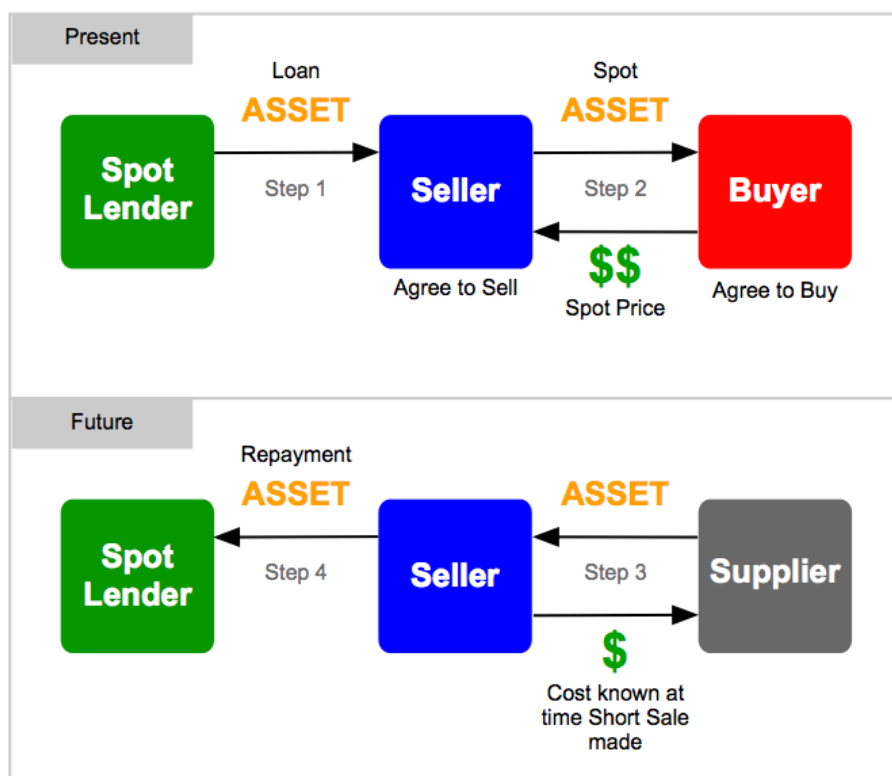 Present
Loan
Spot
ASSET
ASSET
Spot
Lender
Step 1
Seller
Step 2
Buyer
Agree to Sell
$$
Spot Price
Agree to Buy
Future
Repayment
ASSET
ASSET
Spot
Lender
Step 4
Seller
Step 3
Supplier
$
Cost known at
time Short Sale
made